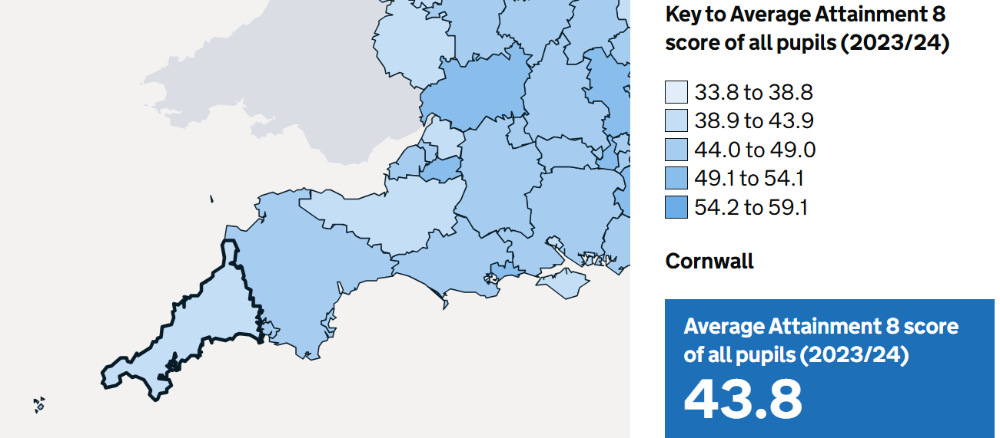 Key to Average Attainment 8
score of all pupils (2023/24)
33.8 to 38.8
38.9 to 43.9
44.0 to 49.0
49.1 to 54.1
54.2 to 59.1
Cornwall
Average Attainment 8 score
of all pupils (2023/24)
43.8